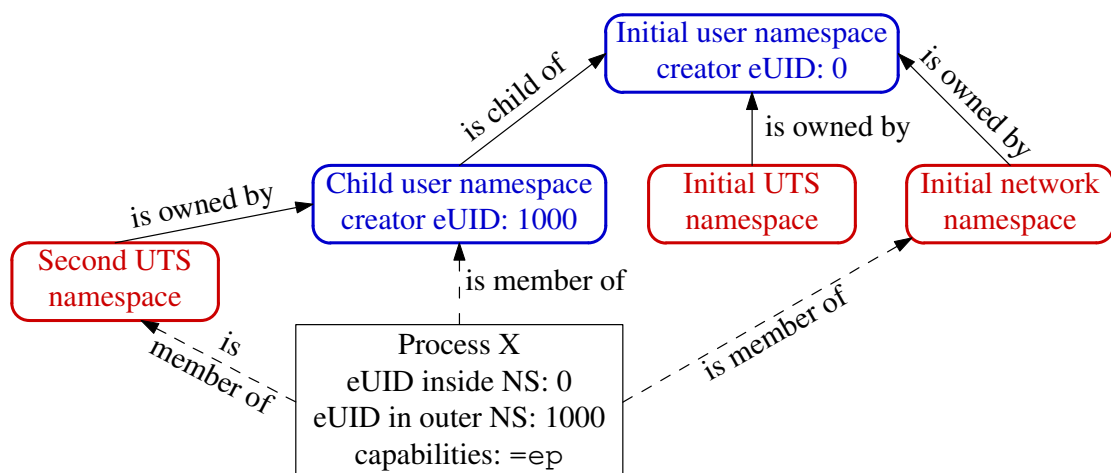 Initial user namespace
creator eUID: 0
is child of
is owned by
is owned by
Child user namespace
creator eUID: 1000
Initial UTS
namespace
Initial network
namespace
is owned by
Second UTS
namespace
is member of
is
member of
is member of
Process X
eUID inside NS: 0
eUID in outer NS: 1000
capabilities: =ep